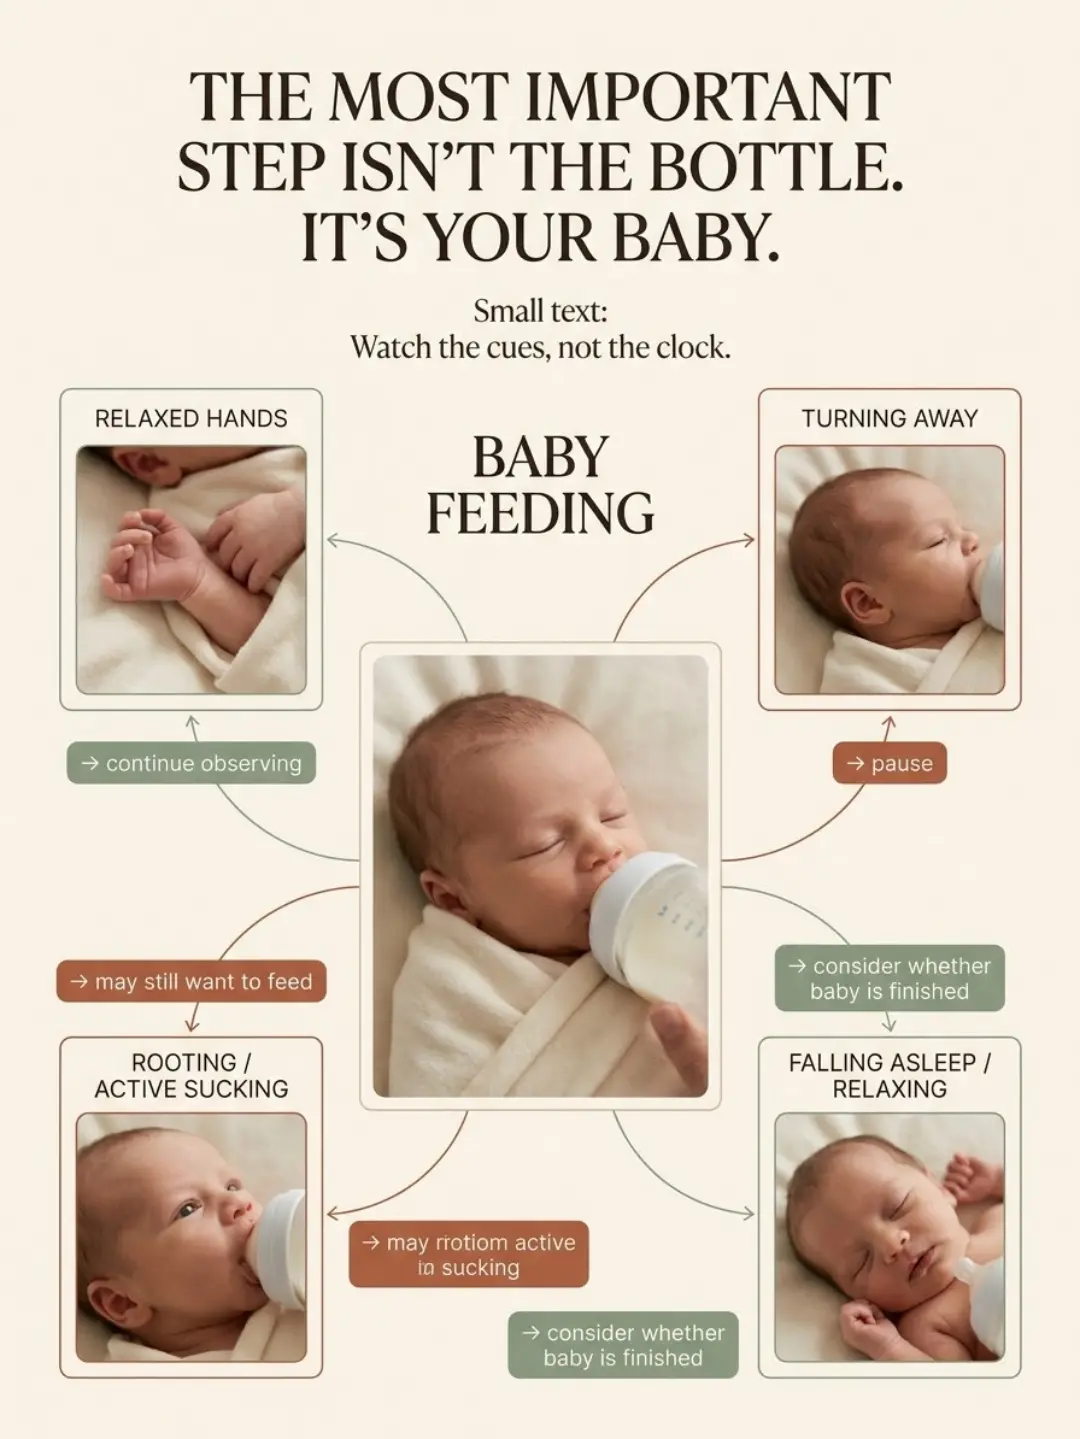 THE MOST IMPORTANT
STEP ISN'T THE BOTTLE.
IT'S YOUR BABY.
Small text:
Watch the cues, not the clock.
RELAXED HANDS
BABY
FEEDING
TURNING AWAY
→ continue observing
→ pause
→ may still want to feed
→ consider whether
baby is finished
ROOTING /
ACTIVE SUCKING
FALLING ASLEEP /
RELAXING
→ may active
sucking
→ consider whether
baby is finished